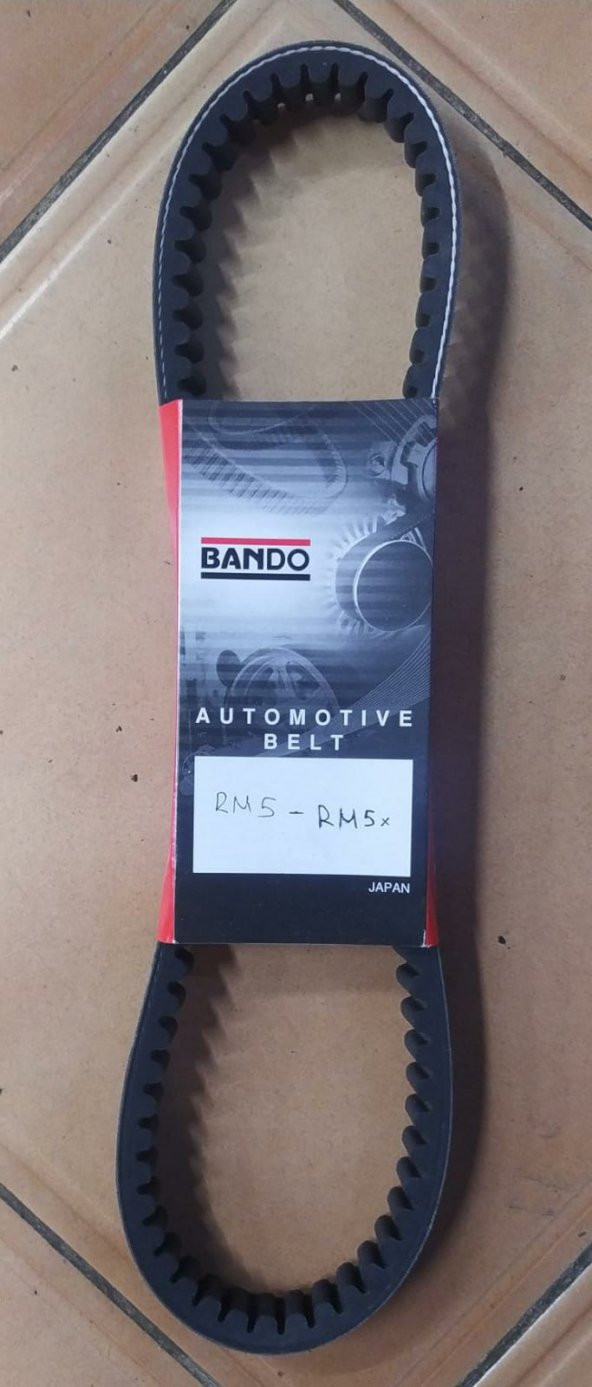 BANDO
AUTOMOTIVE
BELT
RM5 - RM5x
JAPAN